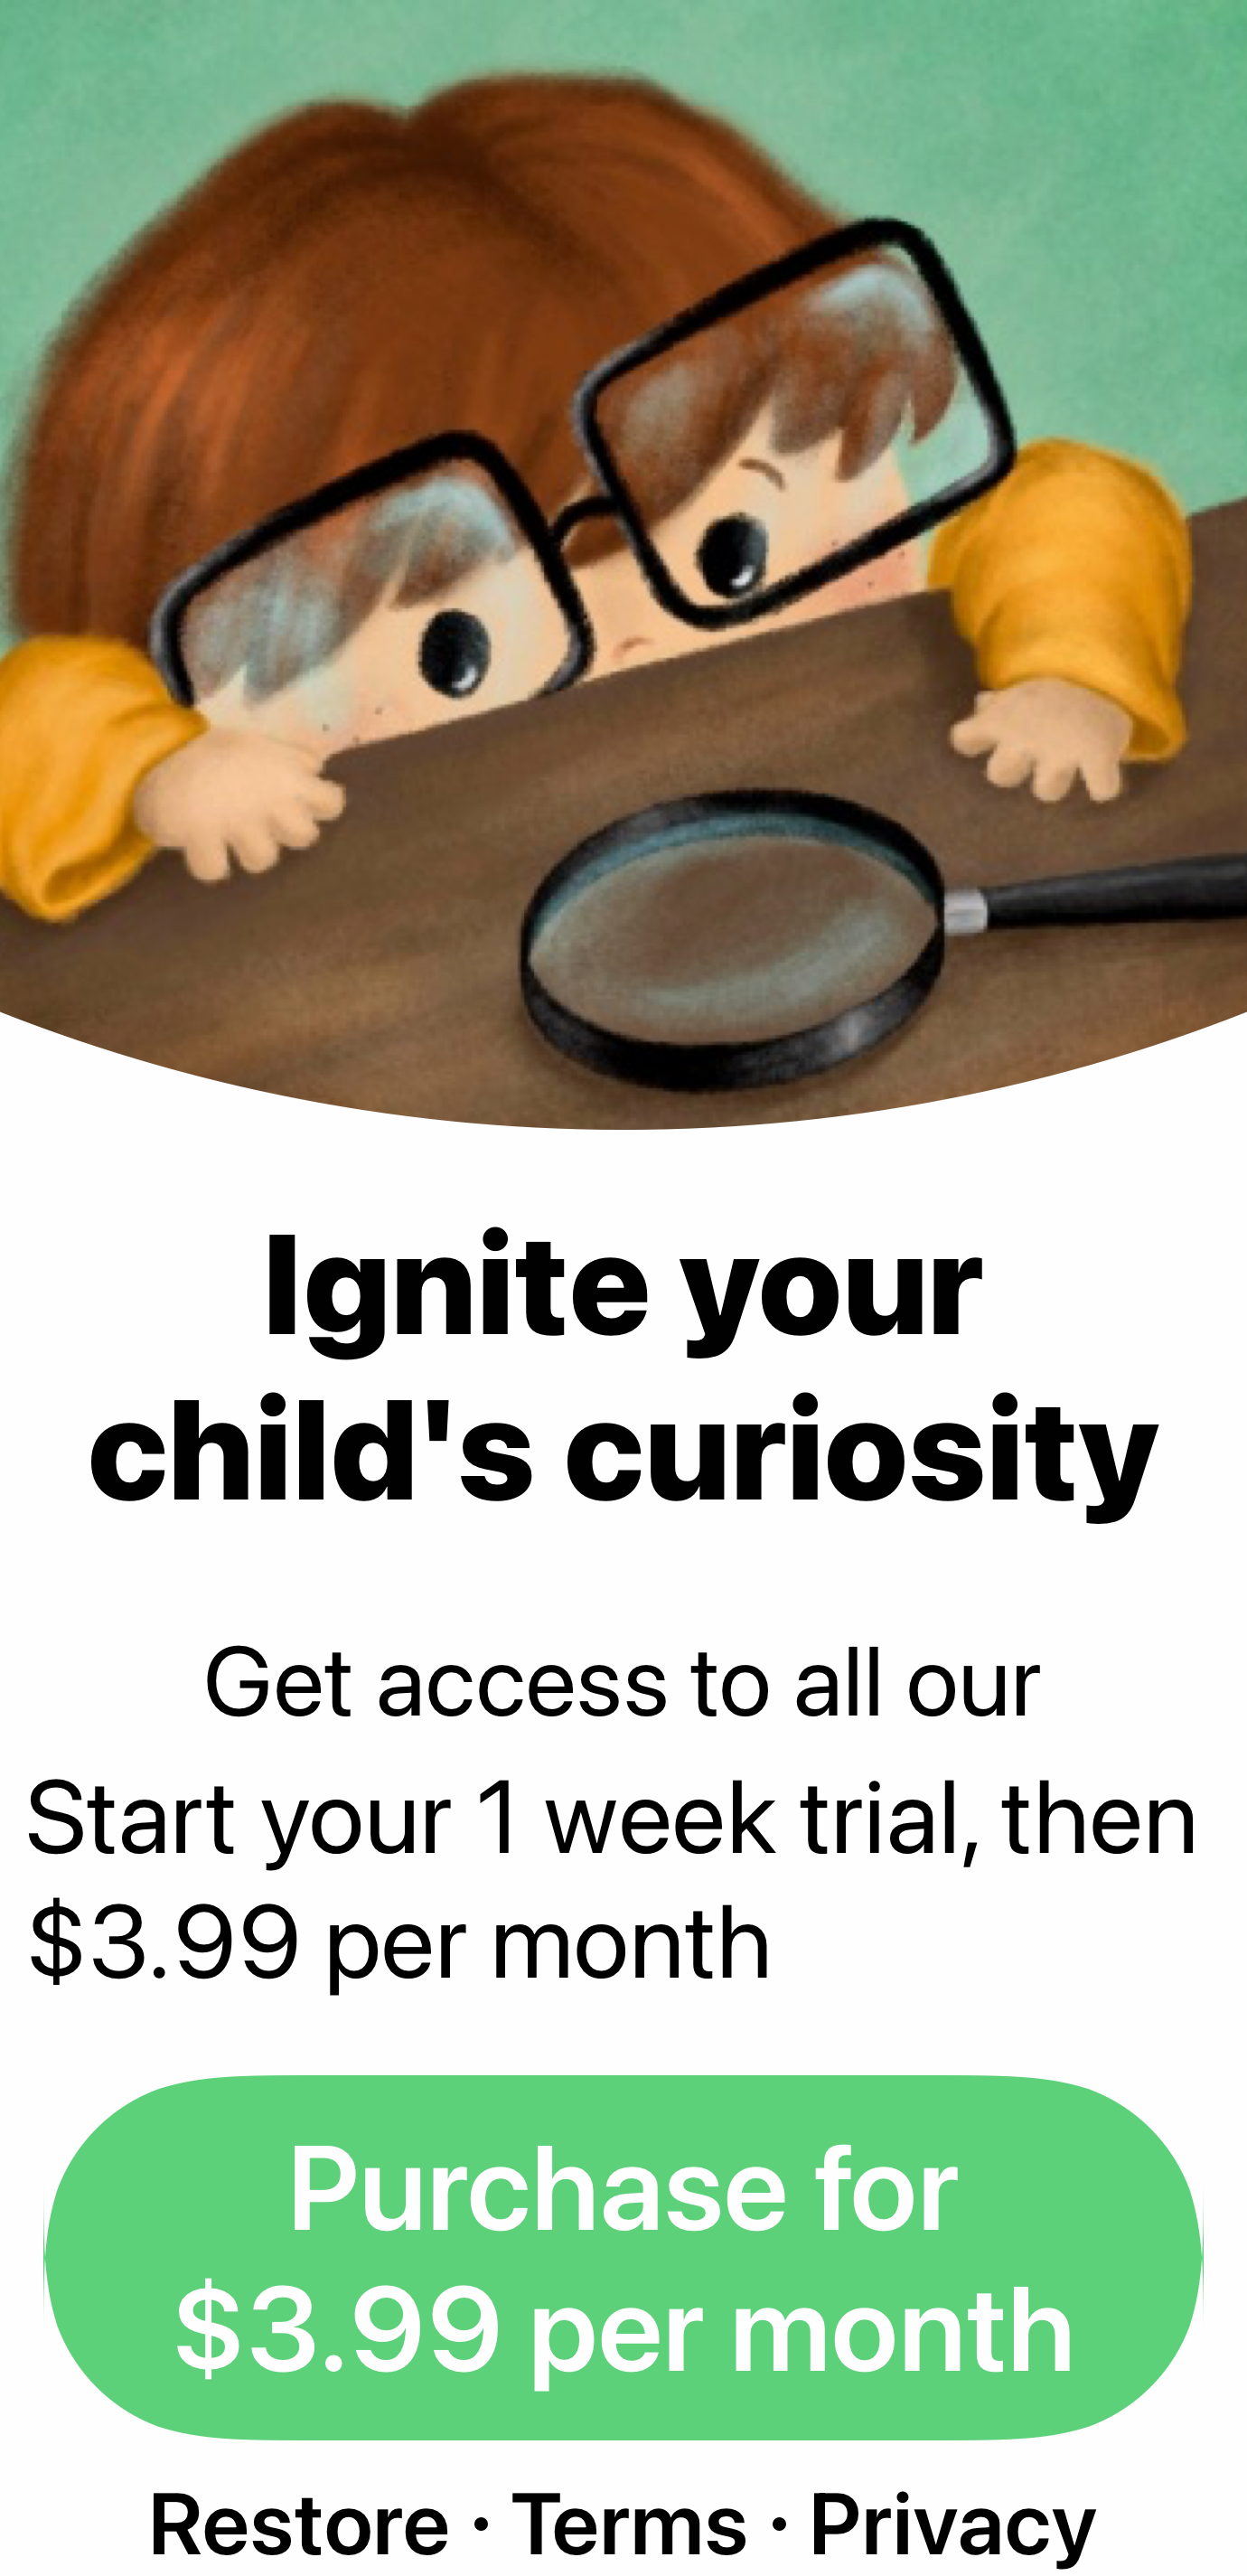 Ignite your
child's curiosity
Get access to all our
Start your 1 week trial, then
$3.99 per month
Purchase for
$3.99 per month
Restore · Terms · Privacy